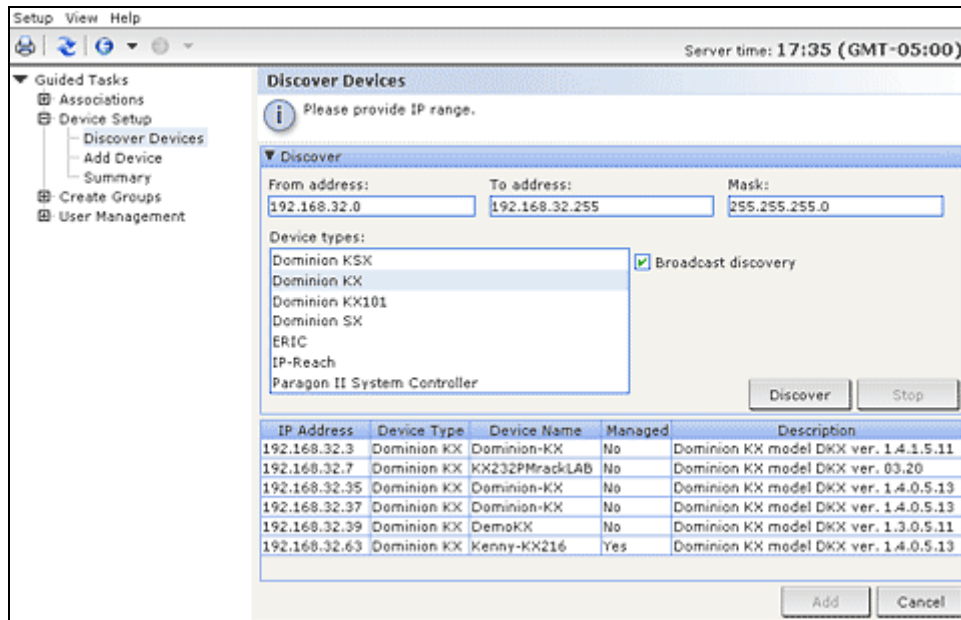 Setup View Help
Server time: 17:35 (GMT-05:00)
Guided Tasks
Associations
Device Setup
Discover Devices
Add Device
Summary
Create Groups
User Management
Discover Devices
Please provide IP range.
Discover
From address: To address: Mask:
192.168.32.0 192.168.32.255 255.255.255.0
Device types:
Dominion KSX
Broadcast discovery
Dominion KX
Dominion KX101
Dominion SX
ERIC
IP-Reach
Paragon II System Controller
Discover Stop
IP Address Device Type Device Name Managed Description
192.168.32.3 Dominion KX Dominion-KX No Dominion KX model DKX ver. 1.4.1.5.11
192.168.32.7 Dominion KX KX232PMrackLAB No Dominion KX model DKX ver. 03.20
192.168.32.35 Dominion KX Dominion-KX No Dominion KX model DKX ver. 1.4.0.5.13
192.168.32.37 Dominion KX Dominion-KX No Dominion KX model DKX ver. 1.4.0.5.13
192.168.32.39 Dominion KX DemoKX No Dominion KX model DKX ver. 1.3.0.5.11
192.168.32.63 Dominion KX Kenny-KX216 Yes Dominion KX model DKX ver. 1.4.0.5.13
Add Cancel